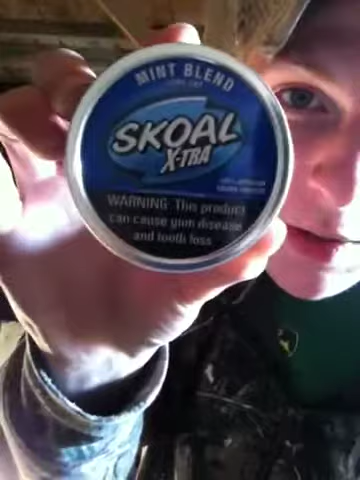 MINT BLEND
SKOAL
X-TRA
WARNING: This product
can cause gum disease
and tooth loss